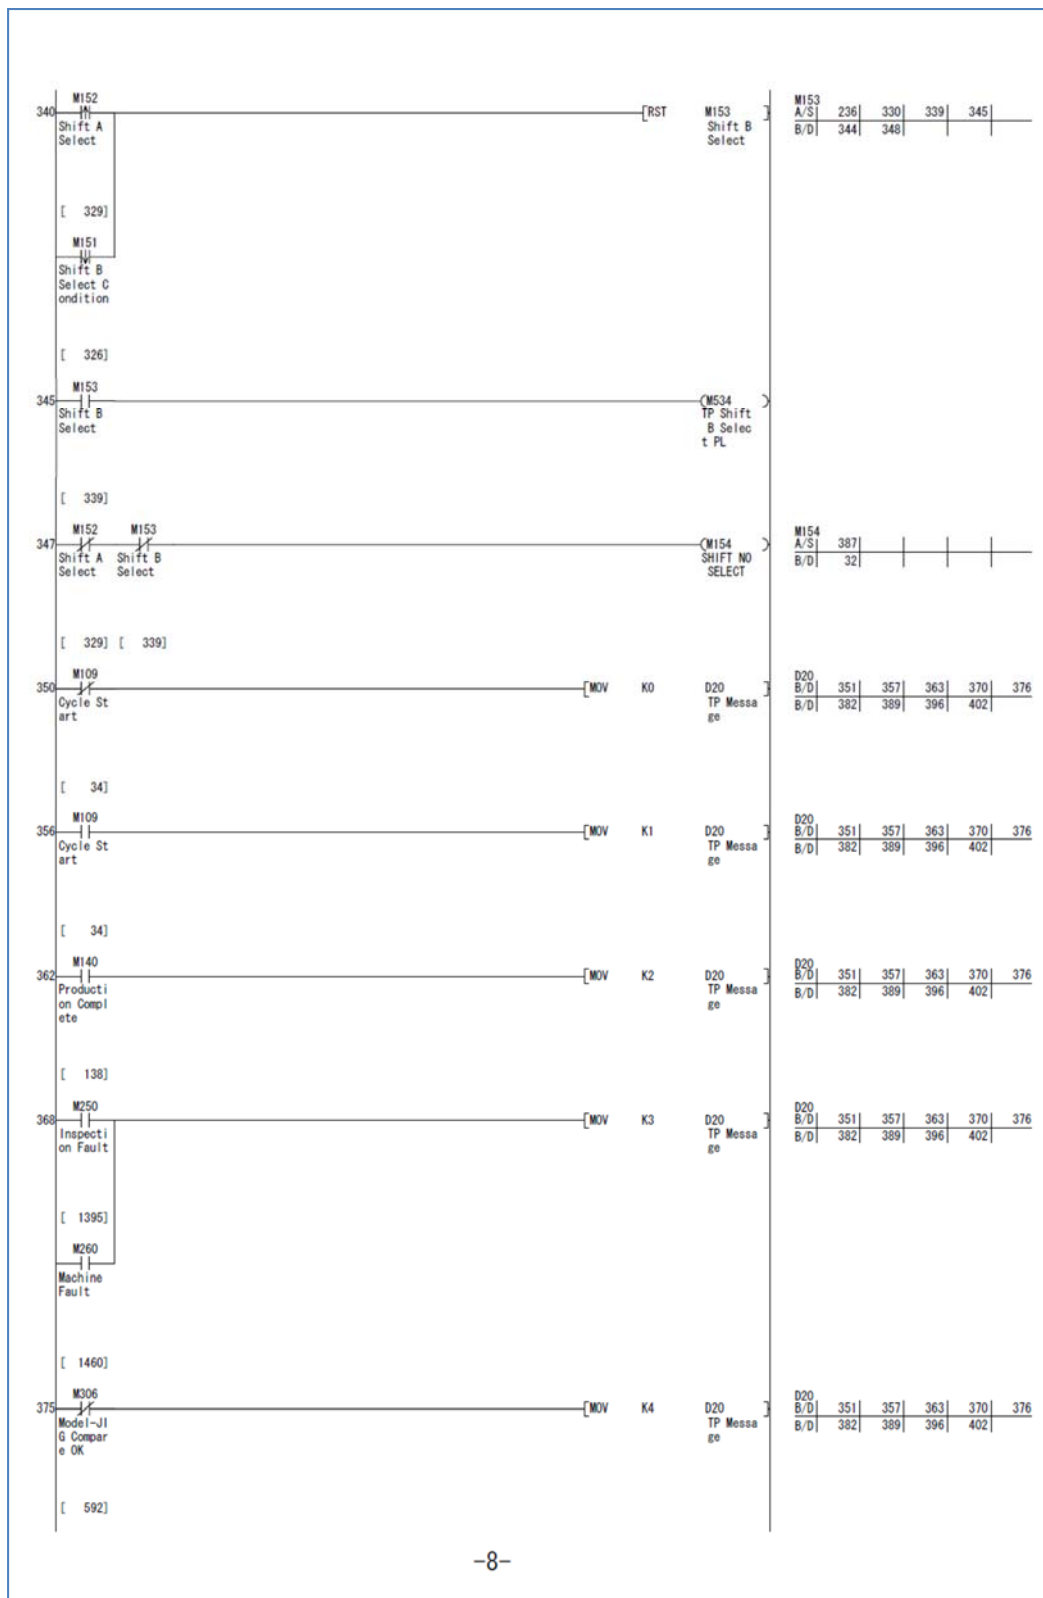 M152
340
[RST M153 ]
Shift A
Select
Shift B
Select
M153
A/S| 236| 330| 339| 345|
B/D| 344| 348|
[ 329]
M151
Shift B
Select C
ondition
[ 326]
M153
345
(M534 )
Shift B
Select
TP Shift
B Selec
t PL
[ 339]
M152 M153
347
(M154 )
Shift A Shift B
Select Select
SHIFT NO
SELECT
M154
A/S| 387|
B/D| 32|
[ 329] [ 339]
M109
350
[MOV K0 D20 ]
Cycle St
art
TP Messa
ge
D20
B/D| 351| 357| 363| 370| 376
B/D| 382| 389| 396| 402|
[ 34]
M109
356
[MOV K1 D20 ]
Cycle St
art
TP Messa
ge
D20
B/D| 351| 357| 363| 370| 376
B/D| 382| 389| 396| 402|
[ 34]
M140
362
[MOV K2 D20 ]
Producti
on Compl
ete
TP Messa
ge
D20
B/D| 351| 357| 363| 370| 376
B/D| 382| 389| 396| 402|
[ 138]
M250
368
[MOV K3 D20 ]
Inspecti
on Fault
TP Messa
ge
D20
B/D| 351| 357| 363| 370| 376
B/D| 382| 389| 396| 402|
[ 1395]
M260
Machine
Fault
[ 1460]
M306
375
[MOV K4 D20 ]
Model-JI
G Compar
e OK
TP Messa
ge
D20
B/D| 351| 357| 363| 370| 376
B/D| 382| 389| 396| 402|
[ 592]
-8-